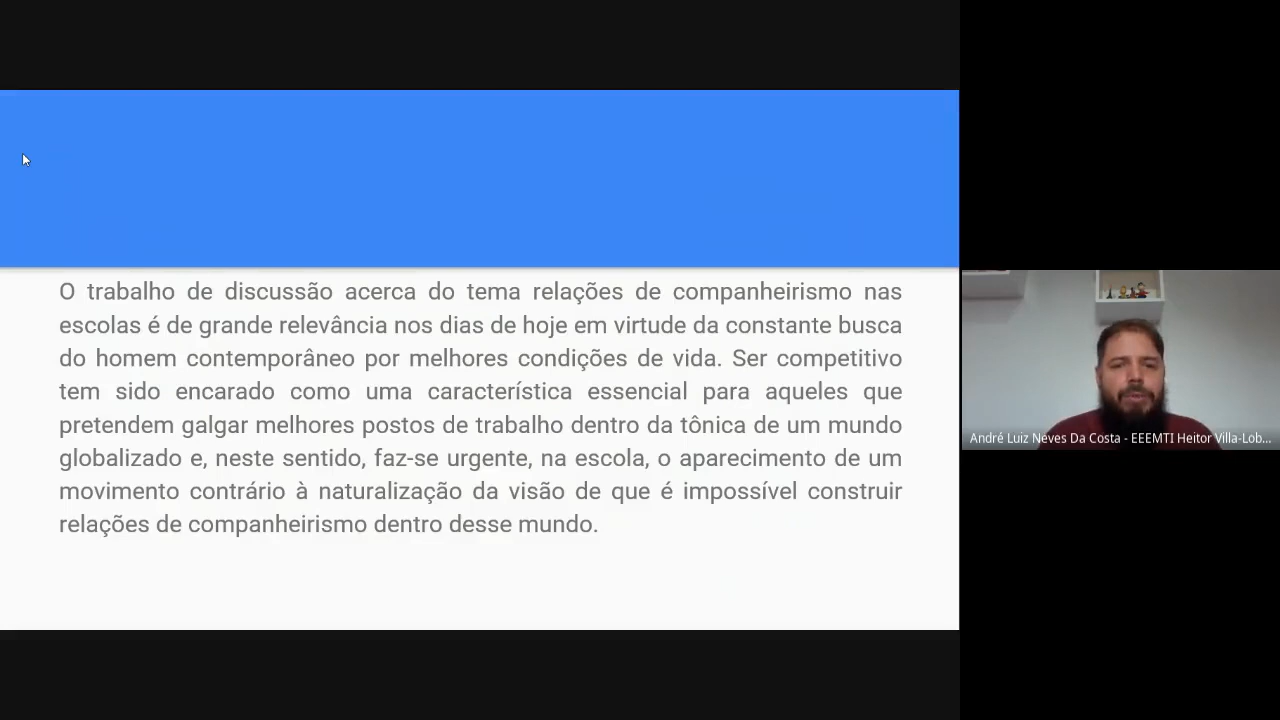 O trabalho de discussão acerca do tema relações de companheirismo nas
escolas é de grande relevância nos dias de hoje em virtude da constante busca
do homem contemporâneo por melhores condições de vida. Ser competitivo
tem sido encarado como uma característica essencial para aqueles que
pretendem galgar melhores postos de trabalho dentro da tônica de um mundo
globalizado e, neste sentido, faz-se urgente, na escola, o aparecimento de um
movimento contrário à naturalização da visão de que é impossível construir
relações de companheirismo dentro desse mundo.
André Luiz Neves Da Costa - EEEMTI Heitor Villa-Lob...